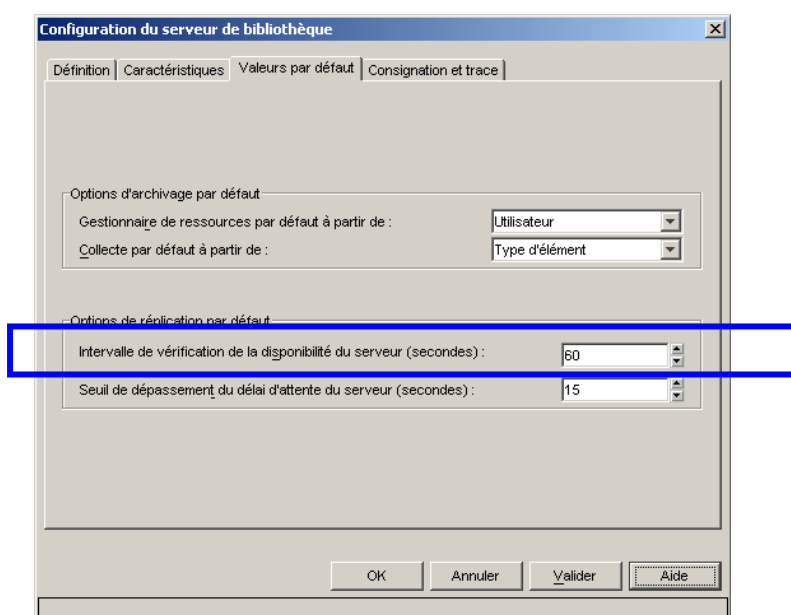 Configuration du serveur de bibliothèque
Définition Caractéristiques Valeurs par défaut Consignation et trace
Options d'archivage par défaut
Gestionnaire de ressources par défaut à partir de : Utilisateur
Collecte par défaut à partir de : Type d'élément
Options de réplication par défaut
Intervalle de vérification de la disponibilité du serveur (secondes) : 60
Seuil de dépassement du délai d'attente du serveur (secondes) : 15
OK Annuler Valider Aide